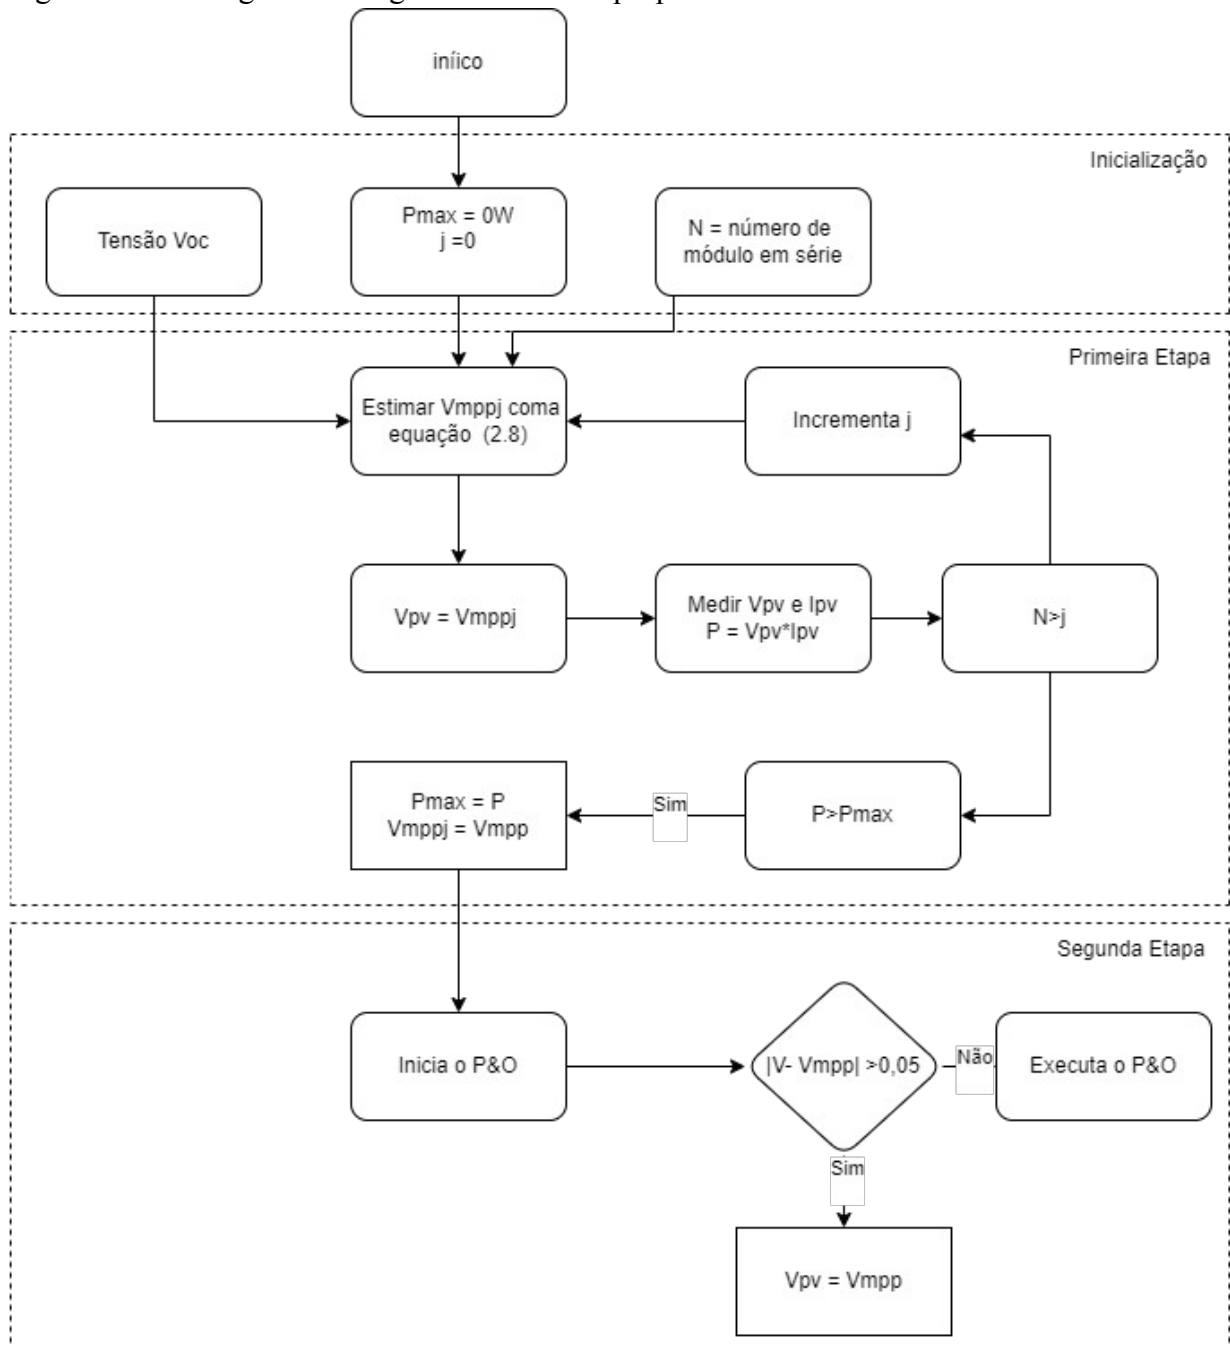 iníico
Inicialização
Tensão Voc
Pmax = 0W
j =0
N = número de
módulo em série
Primeira Etapa
Estimar Vmppj coma
equação (2.8)
Incrementa j
Vpv = Vmppj
Medir Vpv e Ipv
P = Vpv*Ipv
N>j
Pmax = P
Vmppj = Vmpp
Sim
P>Pmax
Segunda Etapa
Inicia o P&O
|V- Vmpp| >0,05
Não
Executa o P&O
Sim
Vpv = Vmpp